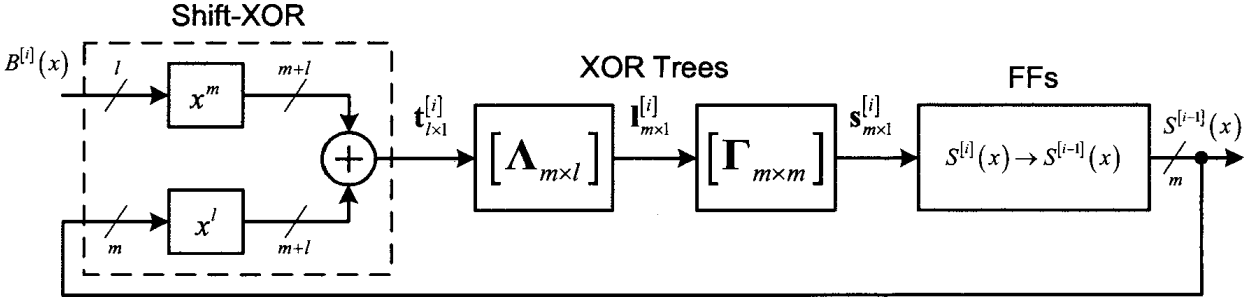 Shift-XOR
B^{[i]}(x)
l
x^m
m+l
+
m
x^l
m+l
t^{[i]}_{l×1}
XOR Trees
[Λ_{m×l}]
l^{[i]}_{m×1}
[Γ_{m×m}]
s^{[i]}_{m×1}
FFs
S^{[i]}(x) → S^{[i-1]}(x)
S^{[i-1]}(x)
m